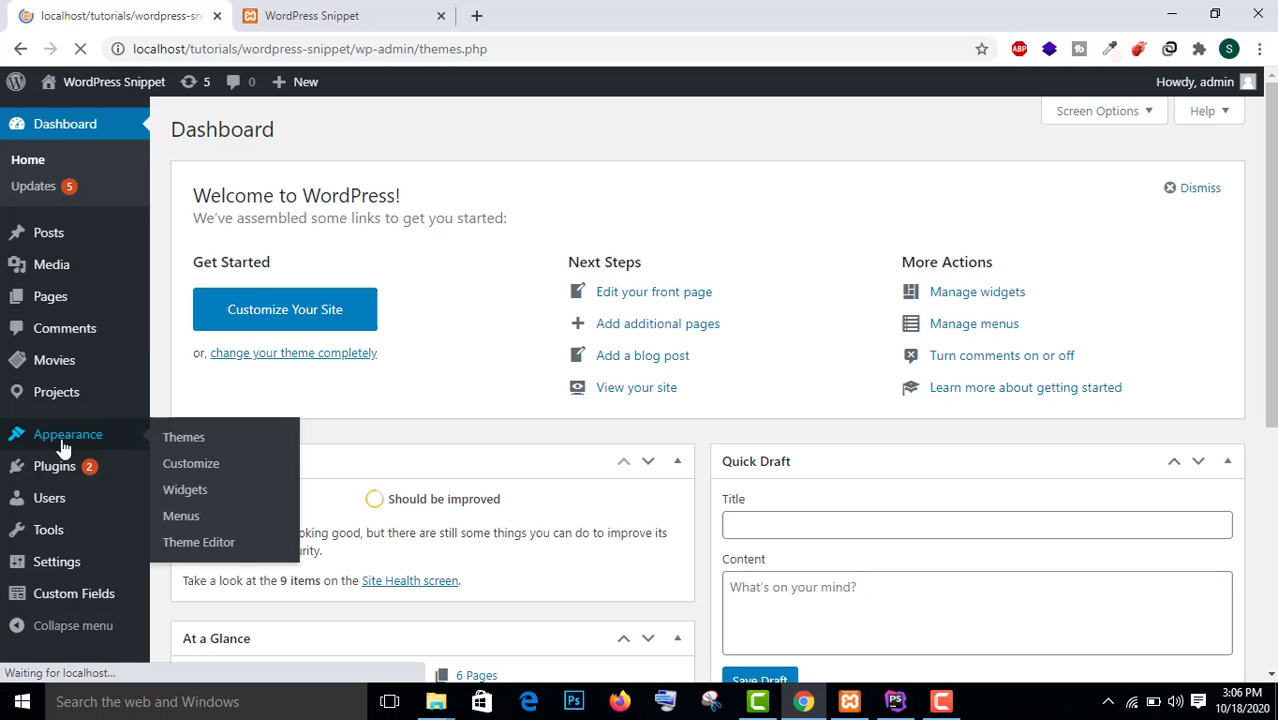 localhost/tutorials/wordpress-sni
WordPress Snippet
localhost/tutorials/wordpress-snippet/wp-admin/themes.php
ABP
S
WordPress Snippet
5
0
New
Howdy, admin
Dashboard
Home
Updates 5
Posts
Media
Pages
Comments
Movies
Projects
Appearance
Plugins 2
Users
Tools
Settings
Custom Fields
Collapse menu
Themes
Customize
Widgets
Menus
Theme Editor
Dashboard
Screen Options
Help
Welcome to WordPress!
We've assembled some links to get you started:
Dismiss
Get Started
Customize Your Site
or, change your theme completely
Next Steps
Edit your front page
Add additional pages
Add a blog post
View your site
More Actions
Manage widgets
Manage menus
Turn comments on or off
Learn more about getting started
Should be improved
oking good, but there are still some things you can do to improve its
urity.
Take a look at the 9 items on the Site Health screen.
At a Glance
6 Pages
Quick Draft
Title
Content
What's on your mind?
Save Draft
Waiting for localhost...
Search the web and Windows
Ps
PS
3:06 PM
10/18/2020